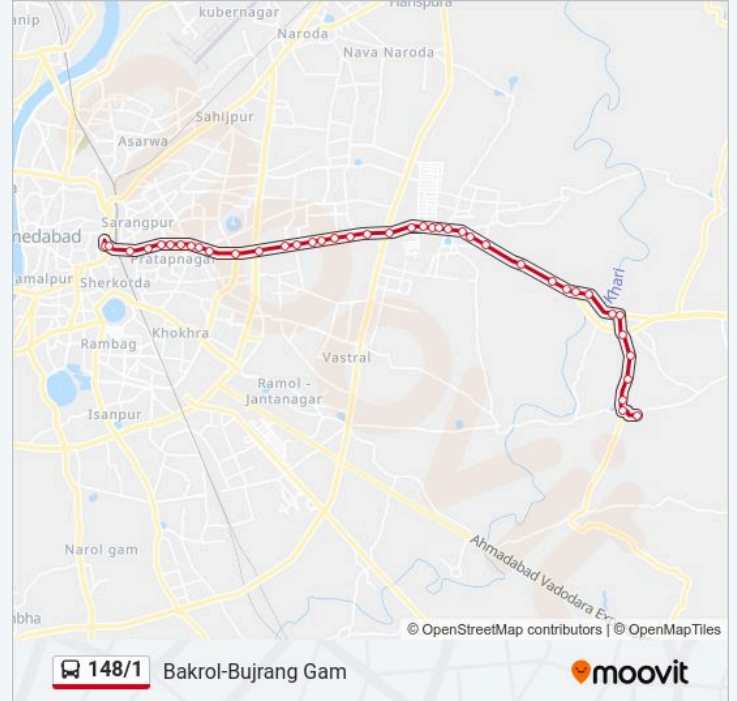 anip
kubernagar
Hanspura
Naroda
Nava Naroda
Sahijpur
Asarwa
a
Sarangpur
nedabad
Pratapnagar
amalpur
Sherkotda
Khari
Khokhra
Rambag
Vastral
Ramol -
Jantanagar
Isanpur
Narol gam
Ahmadabad Vadodara Ex
bha
© OpenStreetMap contributors | © OpenMapTiles
148/1 Bakrol-Bujrang Gam
moovit